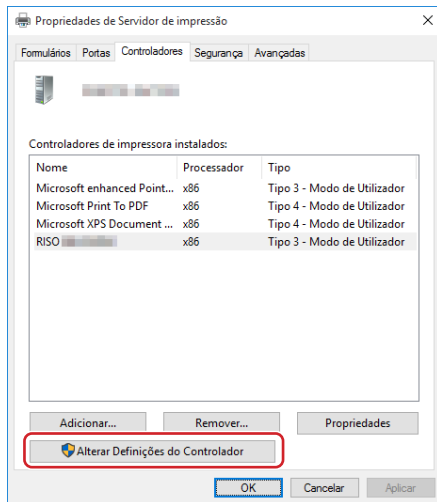 Propriedades de Servidor de impressão
Formulários Portas Controladores Segurança Avançadas
Controladores de impressora instalados:
Nome Processador Tipo
Microsoft enhanced Point... x86 Tipo 3 - Modo de Utilizador
Microsoft Print To PDF x86 Tipo 4 - Modo de Utilizador
Microsoft XPS Document ... x86 Tipo 4 - Modo de Utilizador
RISO x86 Tipo 3 - Modo de Utilizador
Adicionar... Remover... Propriedades
Alterar Definições do Controlador
OK Cancelar Aplicar